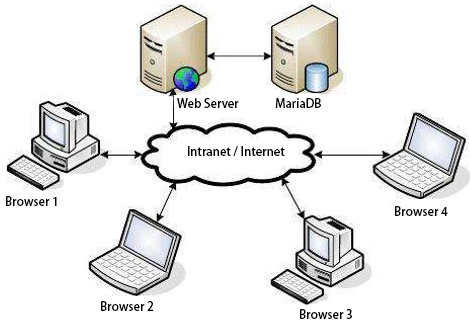 Web Server
MariaDB
Intranet / Internet
Browser 1
Browser 4
Browser 2
Browser 3